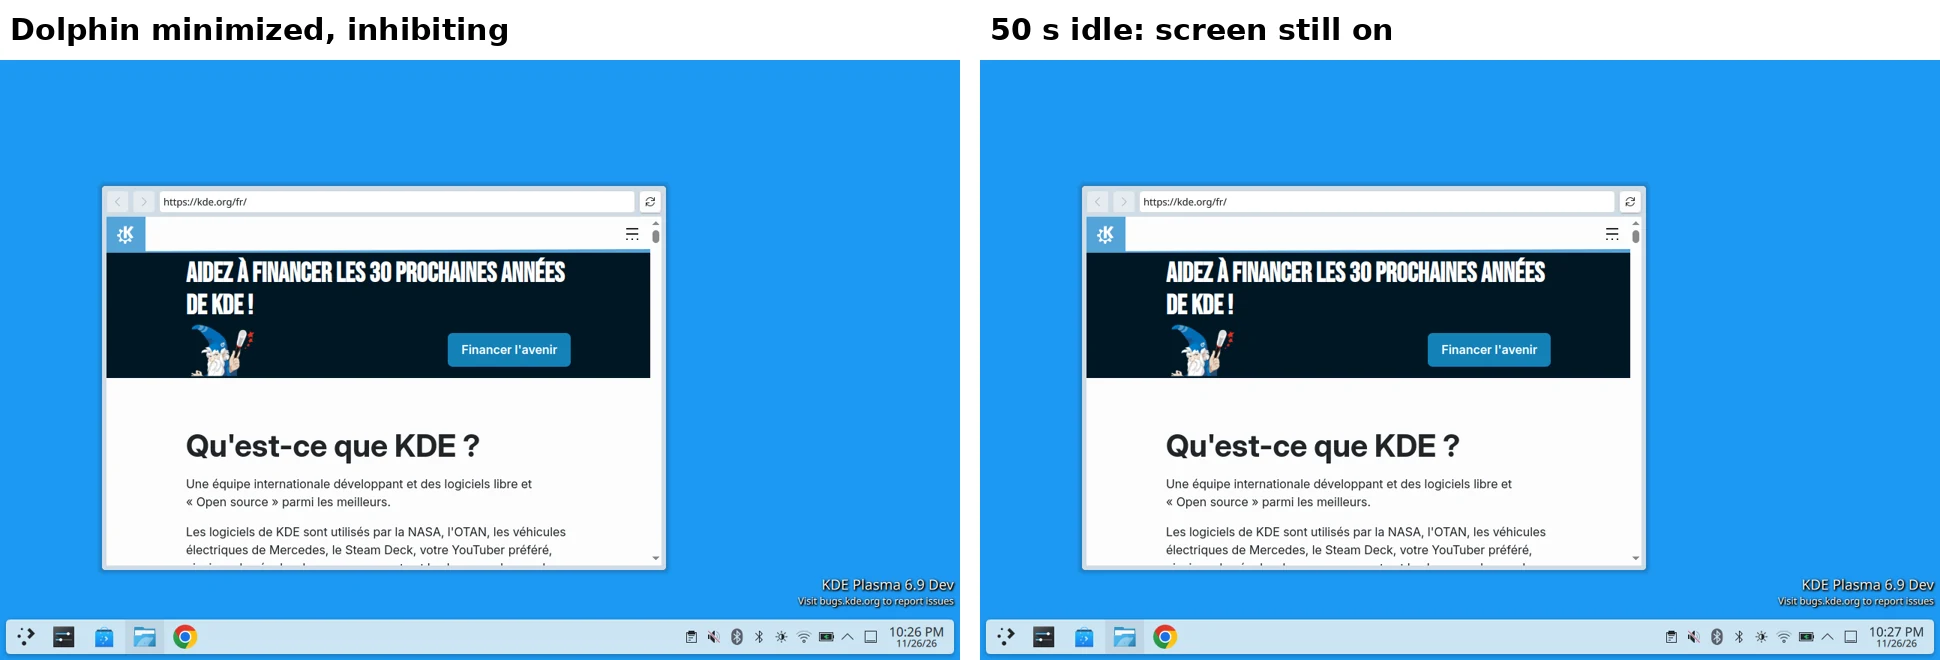 Dolphin minimized, inhibiting
https://kde.org/fr/
AIDEZ À FINANCER LES 30 PROCHAINES ANNÉES
DE KDE !
Financer l'avenir
Qu'est-ce que KDE ?
Une équipe internationale développant et des logiciels libre et
« Open source » parmi les meilleurs.
Les logiciels de KDE sont utilisés par la NASA, l'OTAN, les véhicules
électriques de Mercedes, le Steam Deck, votre YouTuber préféré,
KDE Plasma 6.9 Dev
Visit bugs.kde.org to report issues
10:26 PM
11/26/26
50 s idle: screen still on
https://kde.org/fr/
AIDEZ À FINANCER LES 30 PROCHAINES ANNÉES
DE KDE !
Financer l'avenir
Qu'est-ce que KDE ?
Une équipe internationale développant et des logiciels libre et
« Open source » parmi les meilleurs.
Les logiciels de KDE sont utilisés par la NASA, l'OTAN, les véhicules
électriques de Mercedes, le Steam Deck, votre YouTuber préféré,
KDE Plasma 6.9 Dev
Visit bugs.kde.org to report issues
10:27 PM
11/26/26